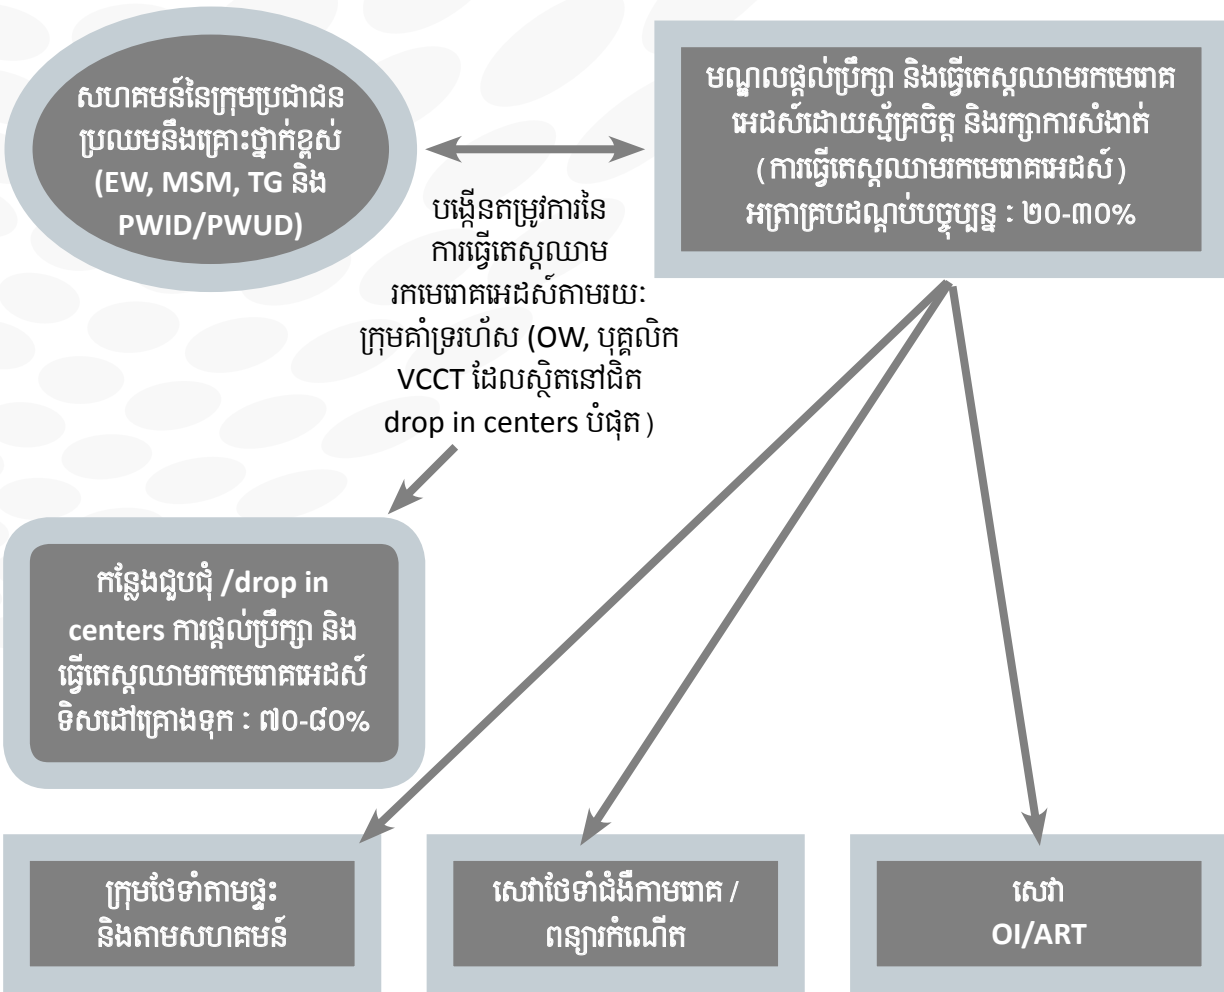 សហគមន៍នៃក្រុមប្រជាជន
ប្រឈមនឹងគ្រោះថ្នាក់ខ្ពស់
(EW, MSM, TG និង
PWID/PWUD)
មណ្ឌលផ្តល់ប្រឹក្សា និងធ្វើតេស្តឈាមរកមេរោគ
អេដស៍ដោយស្ម័គ្រចិត្ត និងរក្សាការសំងាត់
(ការធ្វើតេស្តឈាមរកមេរោគអេដស៍)
អត្រាគ្របដណ្តប់បច្ចុប្បន្ន ៖ ២០-៣០%
បង្កើនតម្រូវការនៃ
ការធ្វើតេស្តឈាម
រកមេរោគអេដស៍តាមរយៈ
ក្រុមគាំទ្ររហ័ស (OW, បុគ្គលិក
VCCT ដែលស្ថិតនៅជិត
drop in centers បំផុត)
កន្លែងជួបជុំ /drop in
centers ការផ្តល់ប្រឹក្សា និង
ធ្វើតេស្តឈាមរកមេរោគអេដស៍
ទិសដៅគ្រោងទុក ៖ ៧០-៨០%
ក្រុមថែទាំតាមផ្ទះ
និងតាមសហគមន៍
សេវាថែទាំជំងឺកាមរោគ /
ពន្យារកំណើត
សេវា
OI/ART